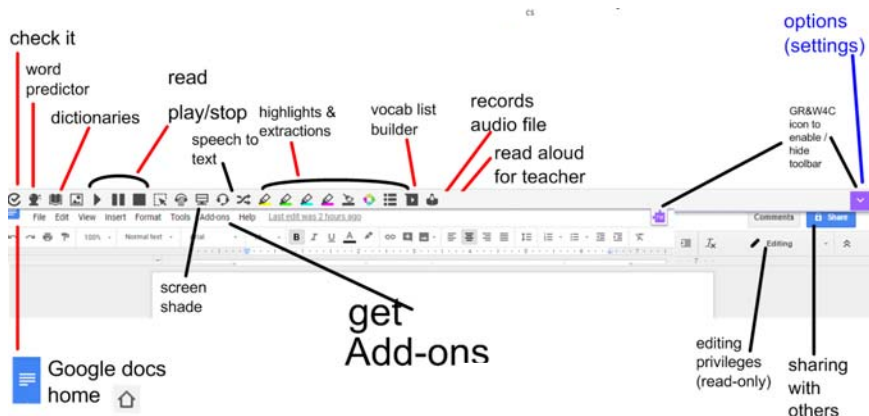 cs
check it
word
predictor
dictionaries
read
play/stop
speech to
text
highlights &
extractions
vocab list
builder
records
audio file
read aloud
for teacher
GR&W4C
icon to
enable /
hide
toolbar
options
(settings)
File Edit View Insert Format Tools Add-ons Help Last edit was 2 hours ago
Comments Share
100% Normal text Arial B I U A Editing
screen
shade
get
Add-ons
Google docs
home
editing
privileges
(read-only)
sharing
with
others